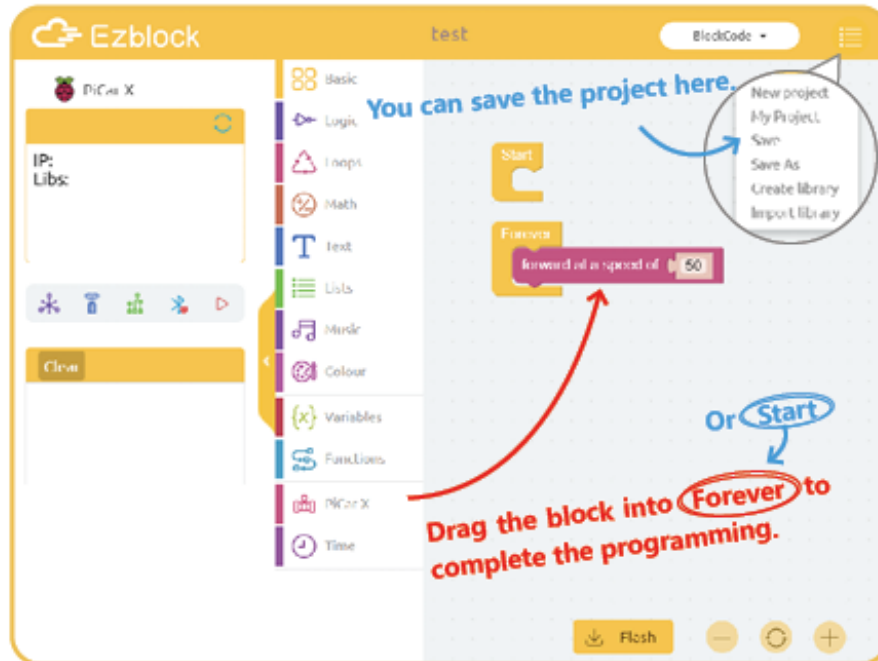 Ezblock
test
BlockCode
PiCar X
IP:
Libs:
Clear
Basic
Logic
Loops
Math
Text
Lists
Music
Colour
Variables
Functions
PiCar X
Time
You can save the project here.
New project
My Project
Save
Save As
Create library
Import library
Start
Forever
forward at a speed of 50
Or Start
Drag the block into Forever to
complete the programming.
Flash